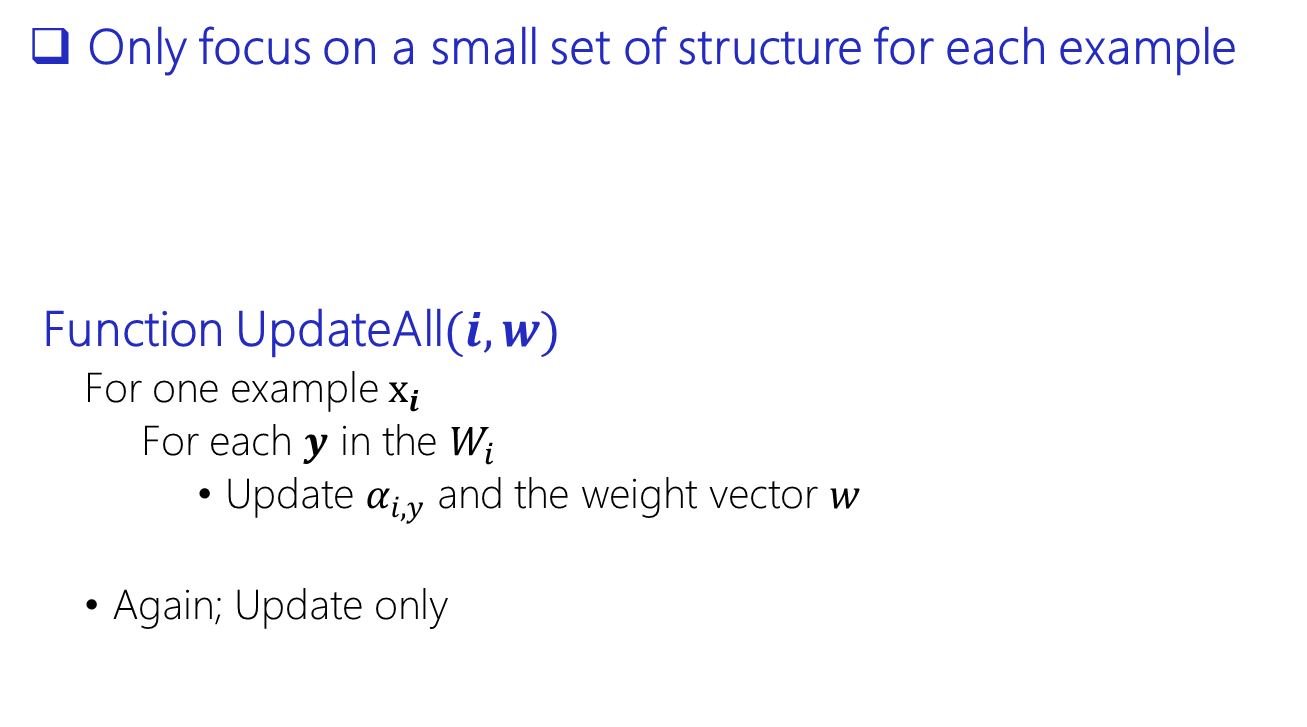 ❑ Only focus on a small set of structure for each example
Function UpdateAll(i, w)
For one example xᵢ
For each y in the Wᵢ
• Update αᵢ,ᵧ and the weight vector w
• Again; Update only